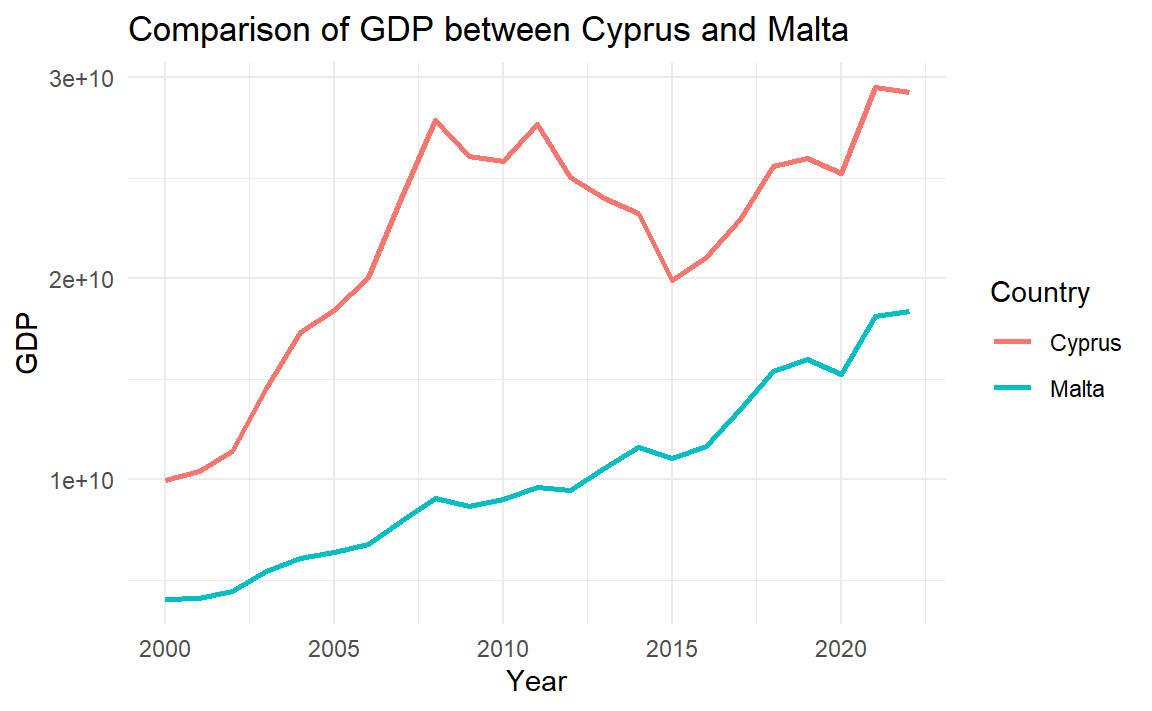 Comparison of GDP between Cyprus and Malta
3e+10
2e+10
1e+10
GDP
2000 2005 2010 2015 2020
Year
Country
Cyprus
Malta